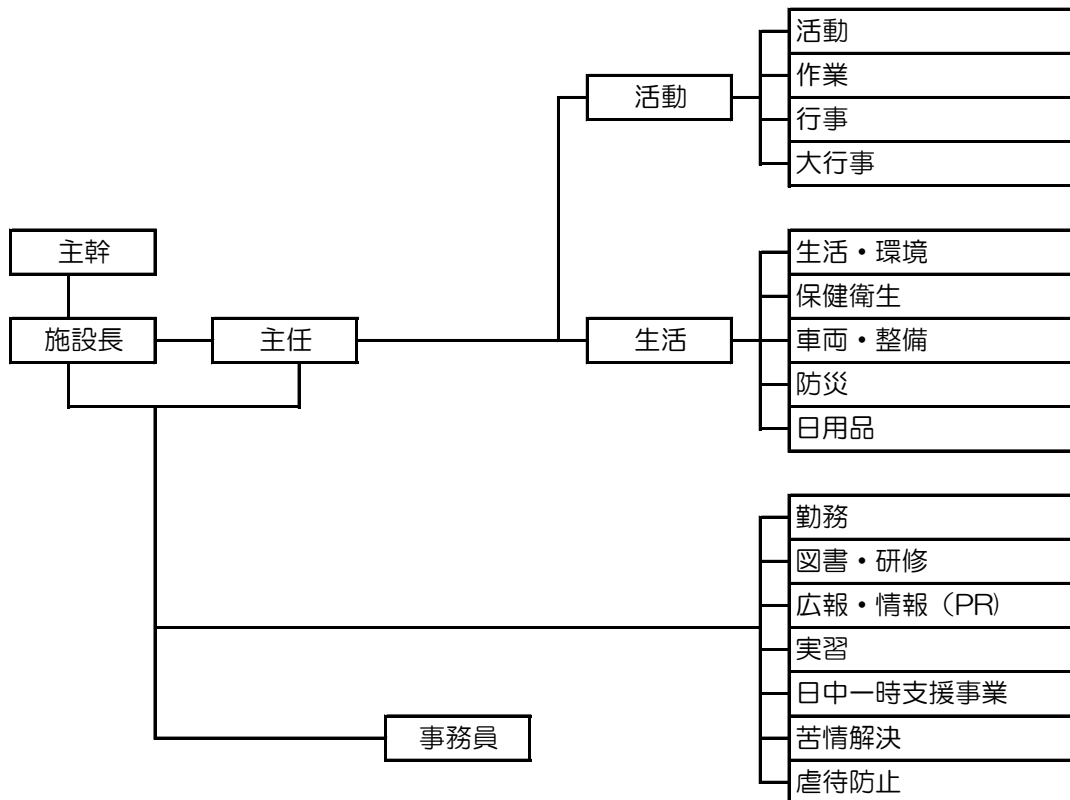 活動
作業
行事
大行事
活動
主幹
施設長
主任
生活
生活・環境
保健衛生
車両・整備
防災
日用品
勤務
図書・研修
広報・情報（PR)
実習
日中一時支援事業
苦情解決
虐待防止
事務員